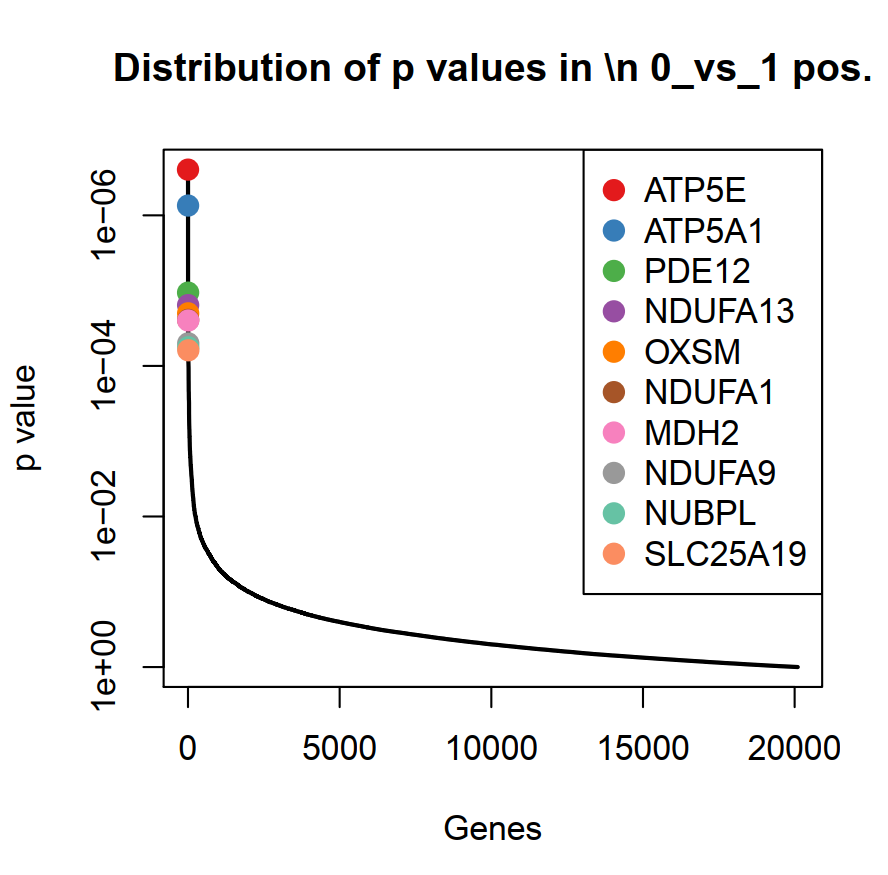 Distribution of p values in \n 0_vs_1 pos.
ATP5E
ATP5A1
PDE12
NDUFA13
OXSM
NDUFA1
MDH2
NDUFA9
NUBPL
SLC25A19
p value
1e−06
1e−04
1e−02
1e+00
0 5000 10000 15000 20000
Genes